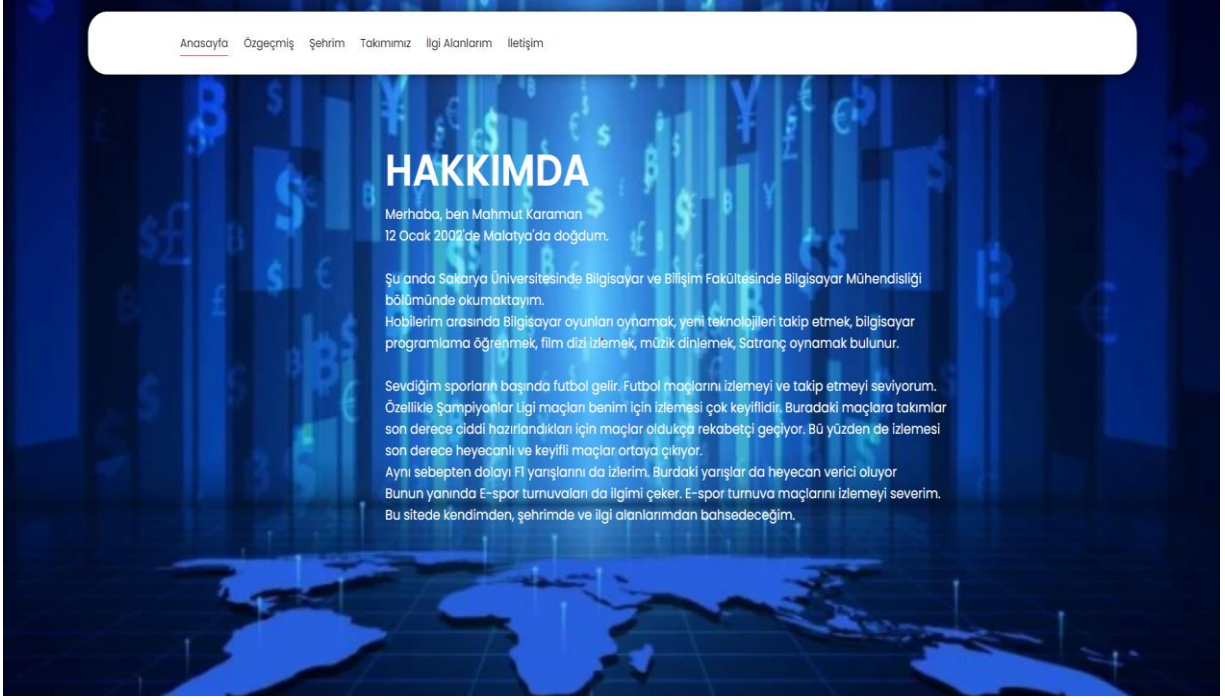 Anasayfa Özgeçmiş Şehrim Takımımız İlgi Alanlarım İletişim
HAKKIMDA
Merhaba, ben Mahmut Karaman
12 Ocak 2002'de Malatya'da doğdum.
Şu anda Sakarya Üniversitesinde Bilgisayar ve Bilişim Fakültesinde Bilgisayar Mühendisliği
bölümünde okumaktayım.
Hobilerim arasında Bilgisayar oyunları oynamak, yeni teknolojileri takip etmek, bilgisayar
programlama öğrenmek, film dizi izlemek, müzik dinlemek, Satranç oynamak bulunur.
Sevdiğim sporların başında futbol gelir. Futbol maçlarını izlemeyi ve takip etmeyi seviyorum.
Özellikle Şampiyonlar Ligi maçları benim için izlemesi çok keyiflidir. Buradaki maçlara takımlar
son derece ciddi hazırlandıkları için maçlar oldukça rekabetçi geçiyor. Bü yüzden de izlemesi
son derece heyecanlı ve keyifli maçlar ortaya çıkıyor.
Aynı sebepten dolayı F1 yarışlarını da izlerim. Burdaki yarışlar da heyecan verici oluyor
Bunun yanında E-spor turnuvaları da ilgimi çeker. E-spor turnuva maçlarını izlemeyi severim.
Bu sitede kendimden, şehrimde ve ilgi alanlarımdan bahsedeceğim.